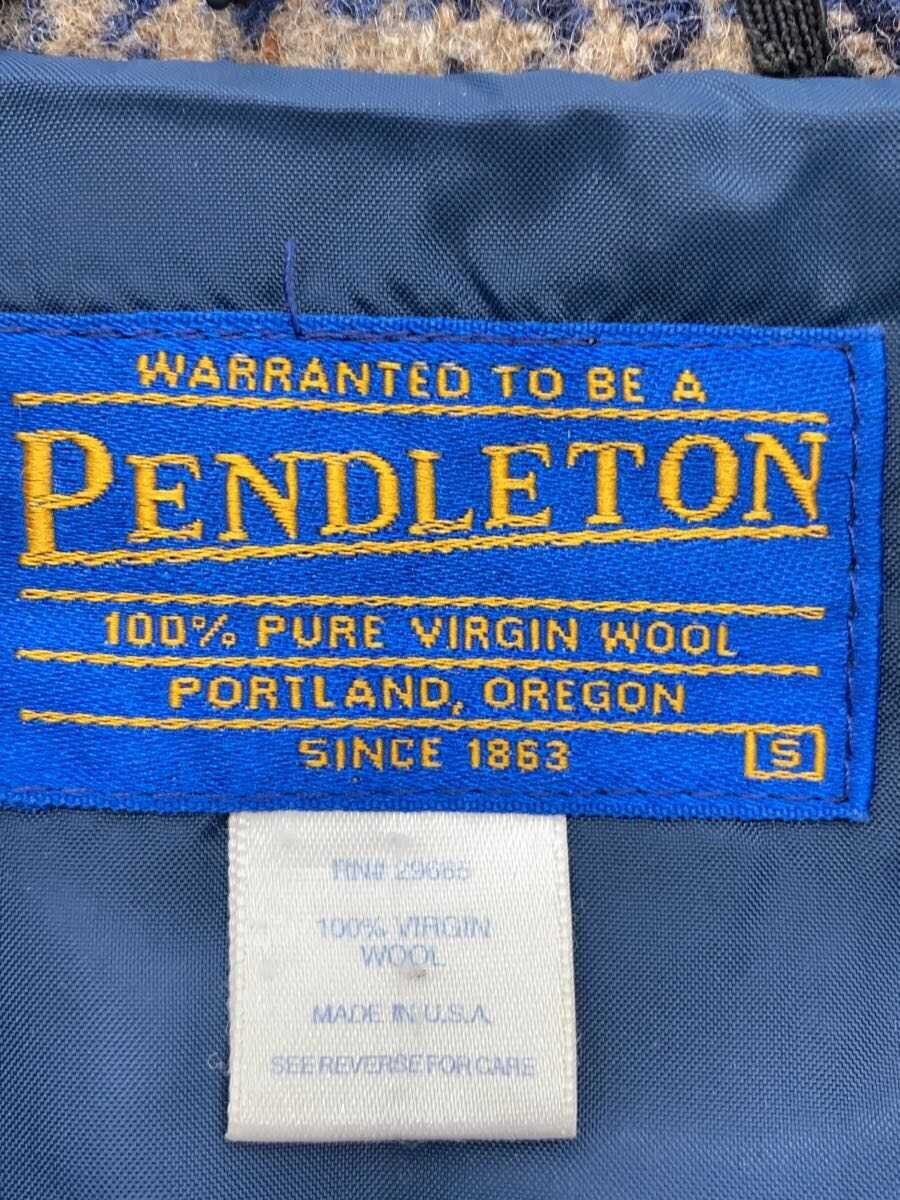 WARRANTED TO BE A
PENDLETON
100% PURE VIRGIN WOOL
PORTLAND, OREGON
SINCE 1863
S
RN# 29685
100% VIRGIN
WOOL
MADE IN U.S.A.
SEE REVERSE FOR CARE